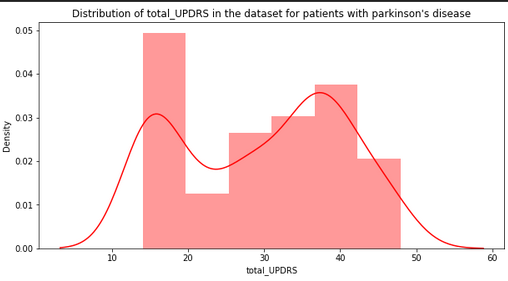 Distribution of total_UPDRS in the dataset for patients with parkinson's disease
0.05
0.04
0.03
0.02
0.01
0.00
Density
10 20 30 40 50 60
total_UPDRS